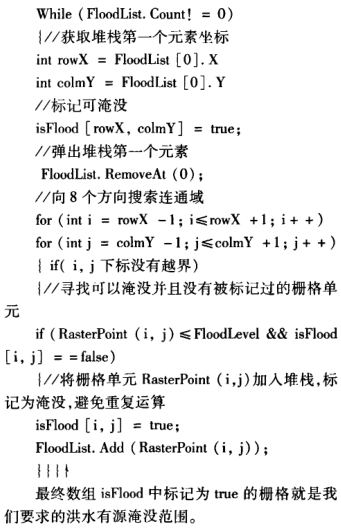 While (FloodList. Count! = 0)
{//获取堆栈第一个元素坐标
int rowX = FloodList [0]. X
int colmY = FloodList [0]. Y
//标记可淹没
isFlood [rowX, colmY] = true;
//弹出堆栈第一个元素
FloodList. RemoveAt (0);
//向 8 个方向搜索连通域
for (int i = rowX -1; i≤rowX +1; i + +)
for (int j = colmY -1; j≤colmY +1; j + +)
{ if( i, j 下标没有越界)
{//寻找可以淹没并且没有被标记过的栅格单
元
if (RasterPoint (i, j) ≤FloodLevel && isFlood
[i, j] = =false)
{//将栅格单元 RasterPoint (i,j)加入堆栈,标
记为淹没,避免重复运算
isFlood [i, j] = true;
FloodList. Add (RasterPoint (i, j));
}}}}
最终数组 isFlood 中标记为 true 的栅格就是我
们要求的洪水有源淹没范围。